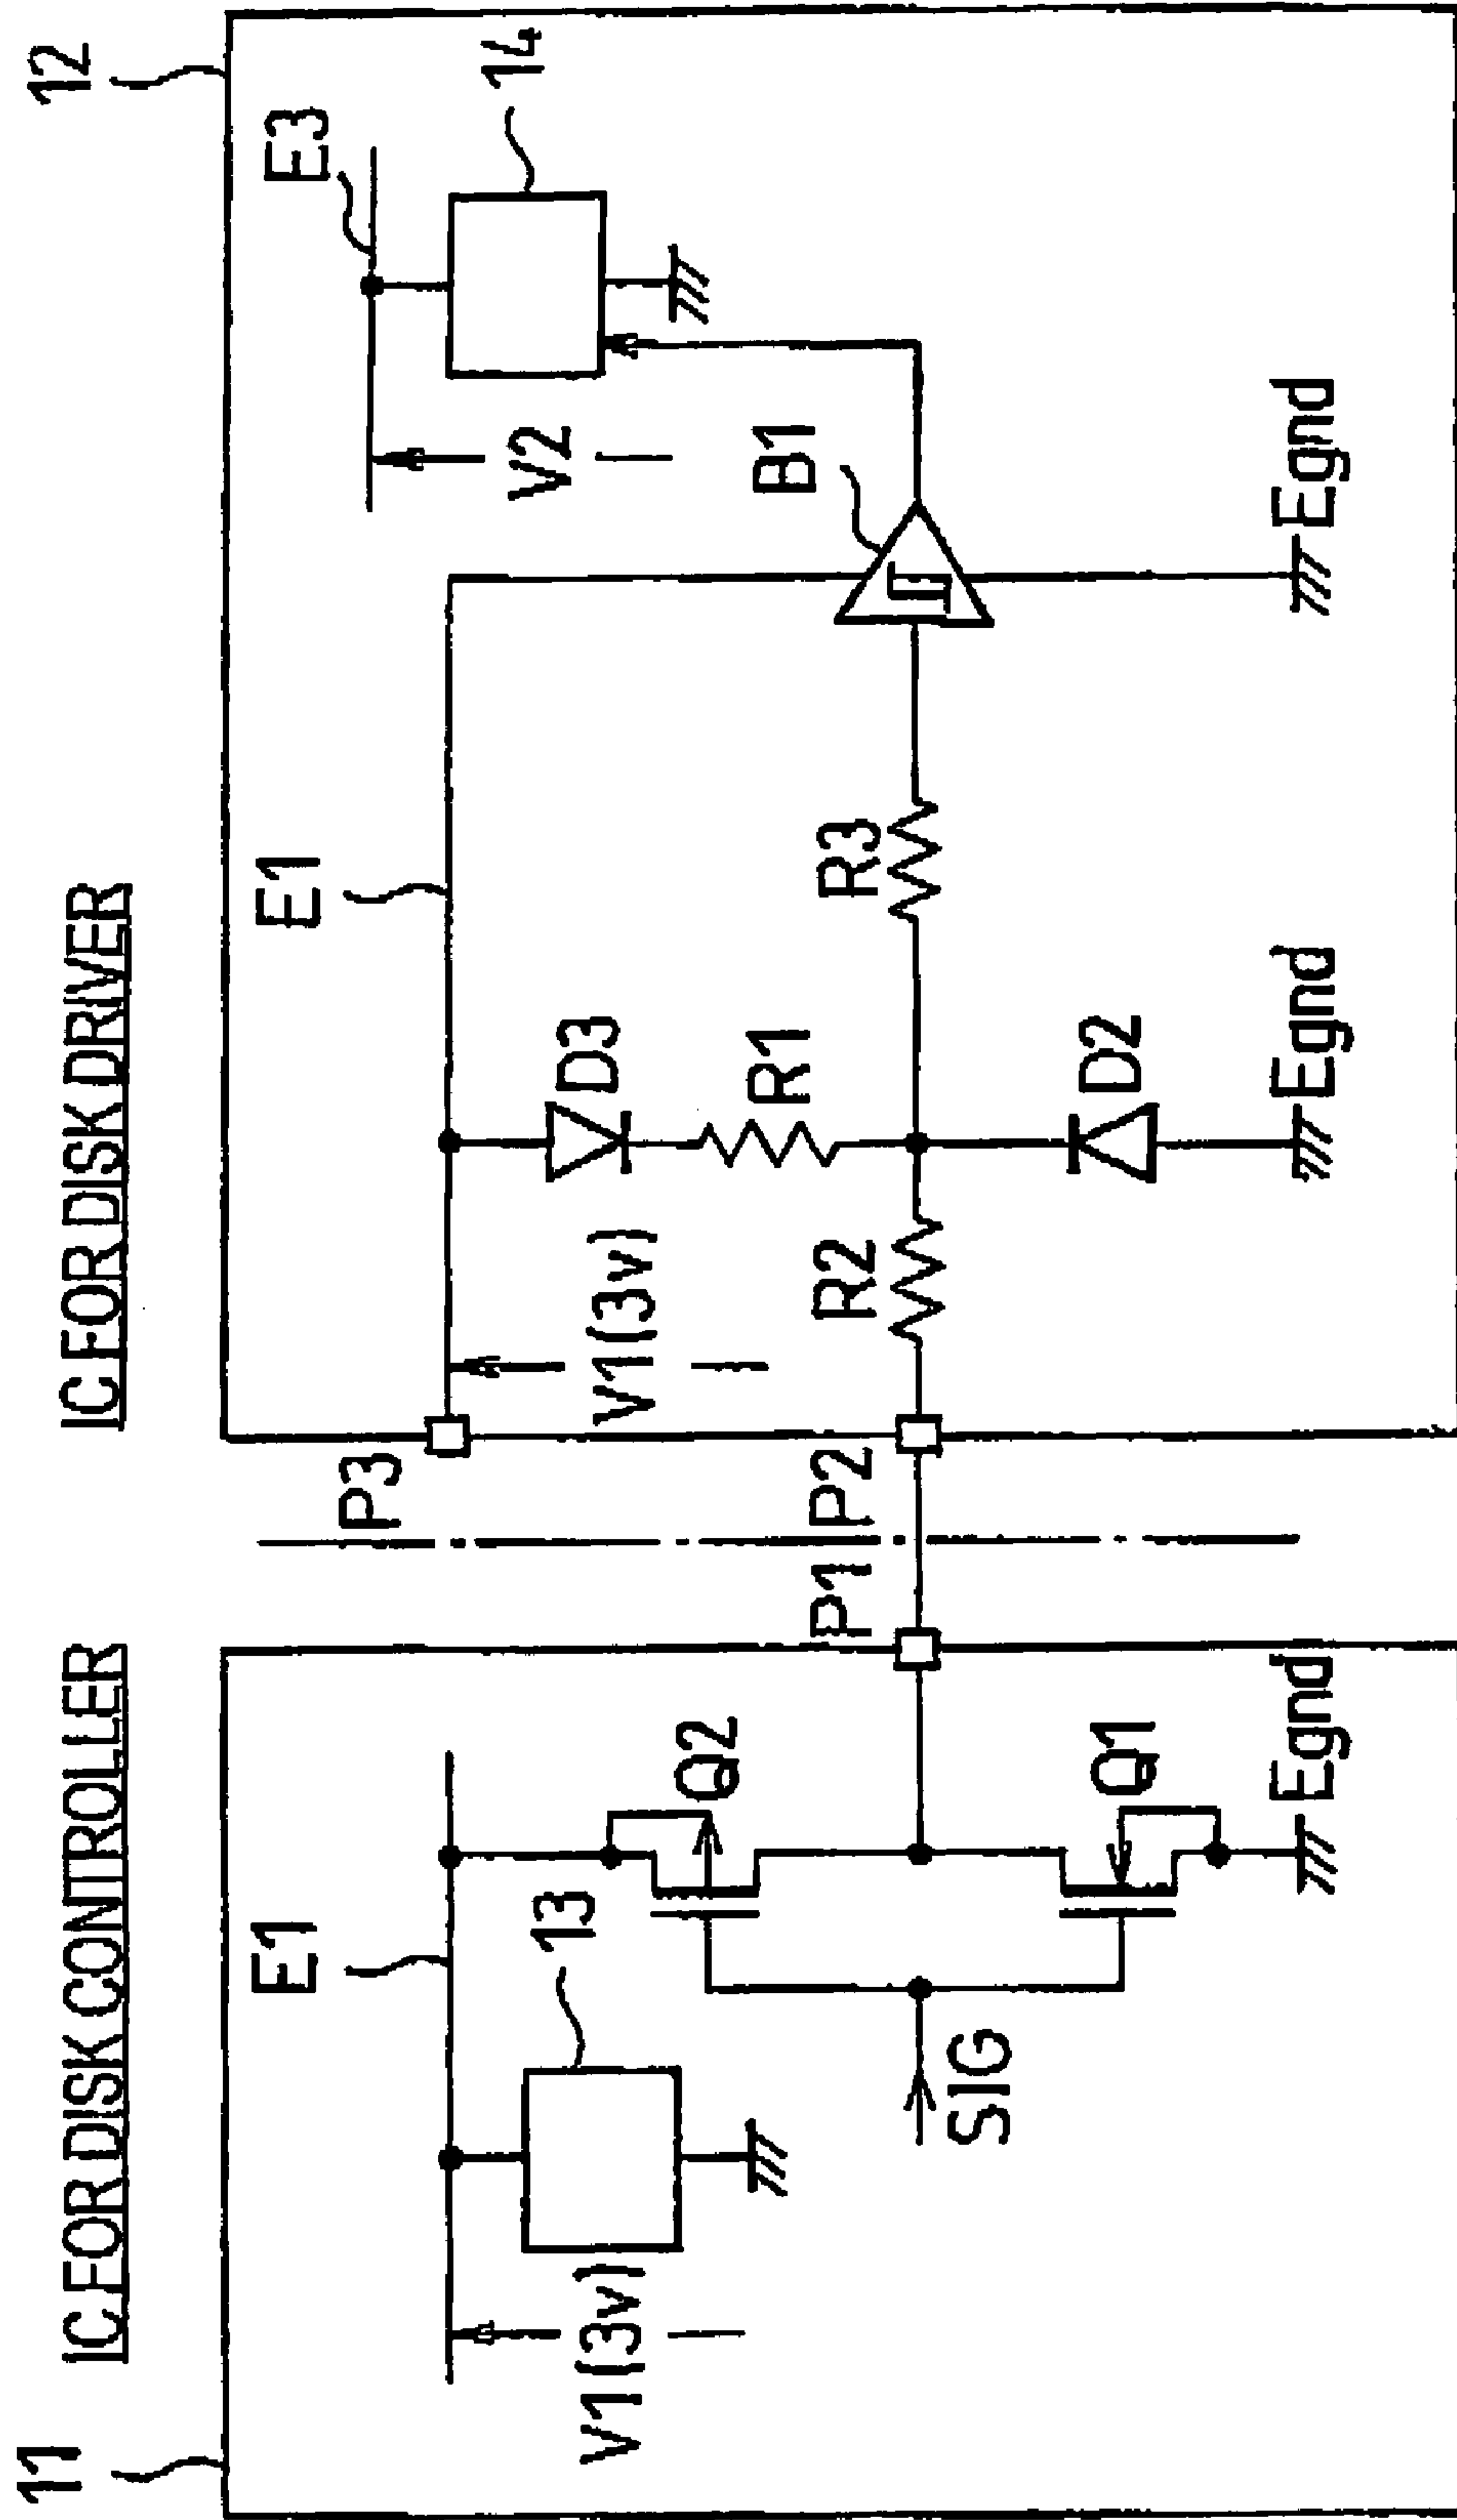 IC FOR DISK CONTROLLER
11
E1
V1(3v)
13
SIG
Q2
Q1
Egnd
P1
IC FOR DISK DRIVER
12
P3
P2
E1
V1(3v)
D3
R1
R2
R3
D2
Egnd
E3
14
V2
B1
Egnd